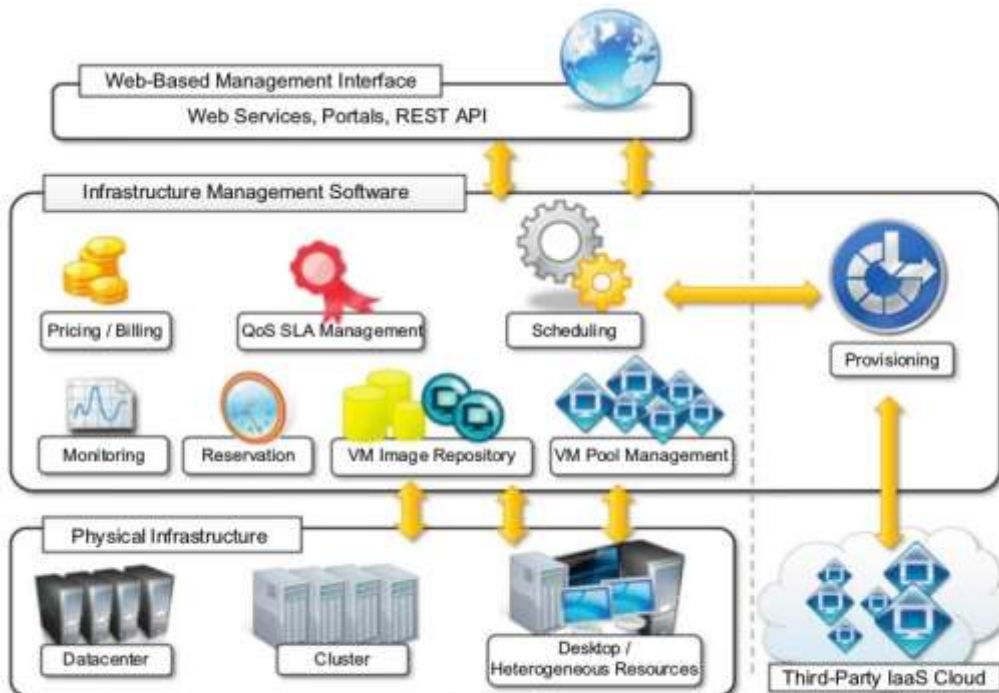 Web-Based Management Interface
Web Services, Portals, REST API
Infrastructure Management Software
Pricing / Billing
QoS SLA Management
Scheduling
Provisioning
Monitoring
Reservation
VM Image Repository
VM Pool Management
Physical Infrastructure
Datacenter
Cluster
Desktop /
Heterogeneous Resources
Third-Party IaaS Cloud